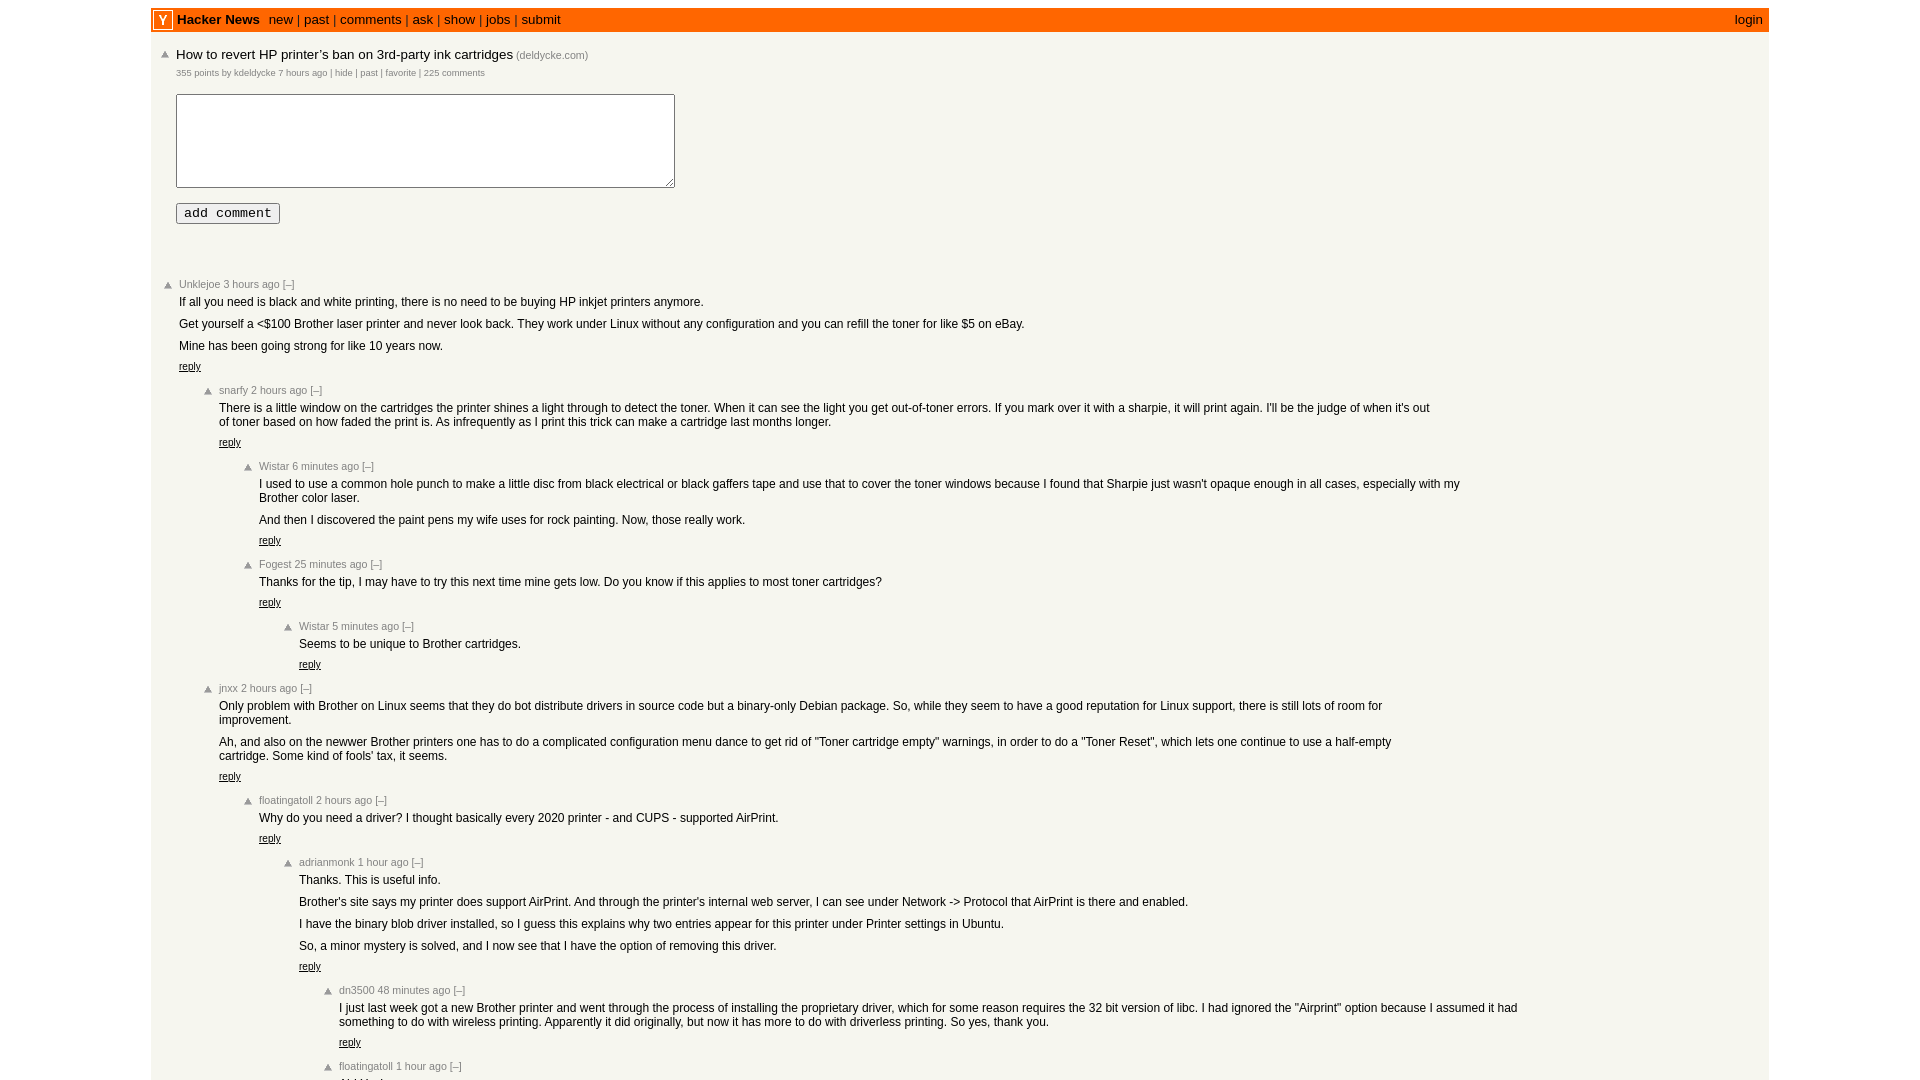 Y Hacker News new | past | comments | ask | show | jobs | submit login
How to revert HP printer’s ban on 3rd-party ink cartridges (deldycke.com)
355 points by kdeldycke 7 hours ago | hide | past | favorite | 225 comments
add comment
Unklejoe 3 hours ago [–]
If all you need is black and white printing, there is no need to be buying HP inkjet printers anymore.
Get yourself a <$100 Brother laser printer and never look back. They work under Linux without any configuration and you can refill the toner for like $5 on eBay.
Mine has been going strong for like 10 years now.
reply
snarfy 2 hours ago [–]
There is a little window on the cartridges the printer shines a light through to detect the toner. When it can see the light you get out-of-toner errors. If you mark over it with a sharpie, it will print again. I'll be the judge of when it's out
of toner based on how faded the print is. As infrequently as I print this trick can make a cartridge last months longer.
reply
Wistar 6 minutes ago [–]
I used to use a common hole punch to make a little disc from black electrical or black gaffers tape and use that to cover the toner windows because I found that Sharpie just wasn't opaque enough in all cases, especially with my
Brother color laser.
And then I discovered the paint pens my wife uses for rock painting. Now, those really work.
reply
Fogest 25 minutes ago [–]
Thanks for the tip, I may have to try this next time mine gets low. Do you know if this applies to most toner cartridges?
reply
Wistar 5 minutes ago [–]
Seems to be unique to Brother cartridges.
reply
jnxx 2 hours ago [–]
Only problem with Brother on Linux seems that they do bot distribute drivers in source code but a binary-only Debian package. So, while they seem to have a good reputation for Linux support, there is still lots of room for
improvement.
Ah, and also on the newwer Brother printers one has to do a complicated configuration menu dance to get rid of "Toner cartridge empty" warnings, in order to do a "Toner Reset", which lets one continue to use a half-empty
cartridge. Some kind of fools' tax, it seems.
reply
floatingatoll 2 hours ago [–]
Why do you need a driver? I thought basically every 2020 printer - and CUPS - supported AirPrint.
reply
adrianmonk 1 hour ago [–]
Thanks. This is useful info.
Brother's site says my printer does support AirPrint. And through the printer's internal web server, I can see under Network -> Protocol that AirPrint is there and enabled.
I have the binary blob driver installed, so I guess this explains why two entries appear for this printer under Printer settings in Ubuntu.
So, a minor mystery is solved, and I now see that I have the option of removing this driver.
reply
dn3500 48 minutes ago [–]
I just last week got a new Brother printer and went through the process of installing the proprietary driver, which for some reason requires the 32 bit version of libc. I had ignored the "Airprint" option because I assumed it had
something to do with wireless printing. Apparently it did originally, but now it has more to do with driverless printing. So yes, thank you.
reply
floatingatoll 1 hour ago [–]